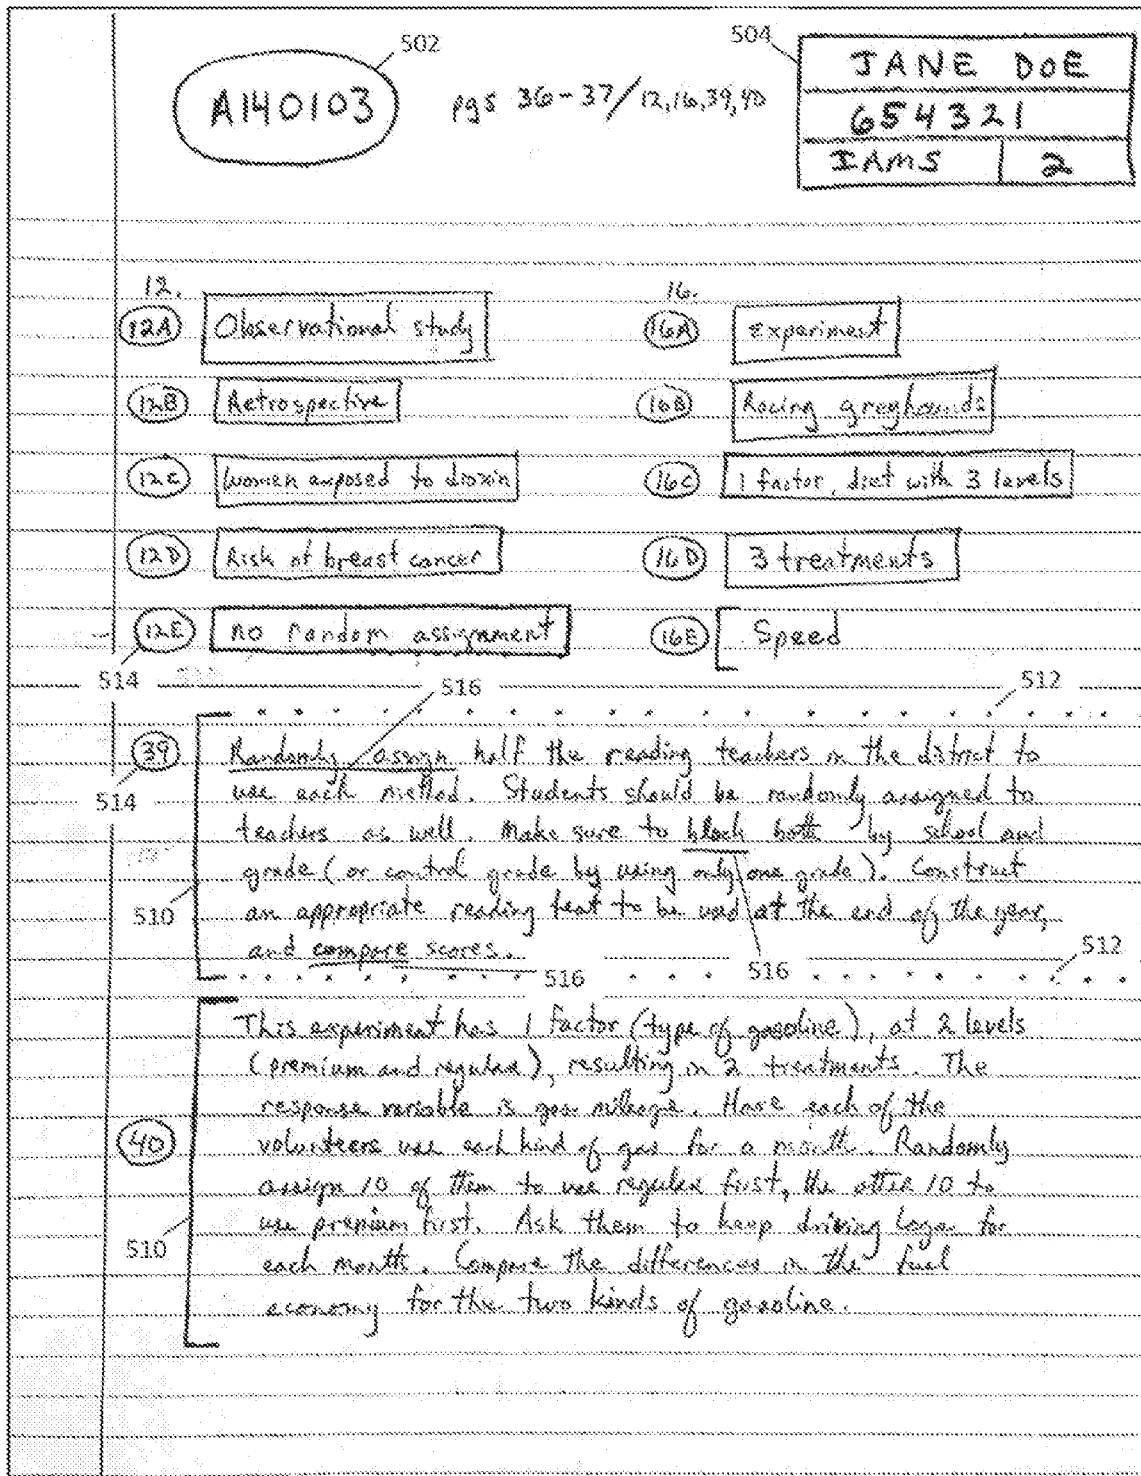 502
504
A140103
pgs 36-37/12,16,39,40
JANE DOE
654321
IAMS 2
12. 16.
12A Observational study 16A Experiment
12B Retrospective 16B Racing greyhounds
12C women exposed to dioxin 16C 1 factor, diet with 3 levels
12D Risk of breast cancer 16D 3 treatments
12E no random assignment 16E Speed
514 516 512
39 Randomly assign half the reading teachers in the district to
514 use each method. Students should be randomly assigned to
teachers as well. Make sure to block both by school and
grade (or control grade by using only one grade). Construct
510 an appropriate reading test to be used at the end of the year,
and compare scores.
516 516 512
This experiment has 1 factor (type of gasoline), at 2 levels
(premium and regular), resulting in 2 treatments. The
response variable is gas mileage. Have each of the
40 volunteers use each kind of gas for a month. Randomly
assign 10 of them to use regular first, the other 10 to
use premium first. Ask them to keep driving logs for
510 each month. Compare the differences in the fuel
economy for the two kinds of gasoline.